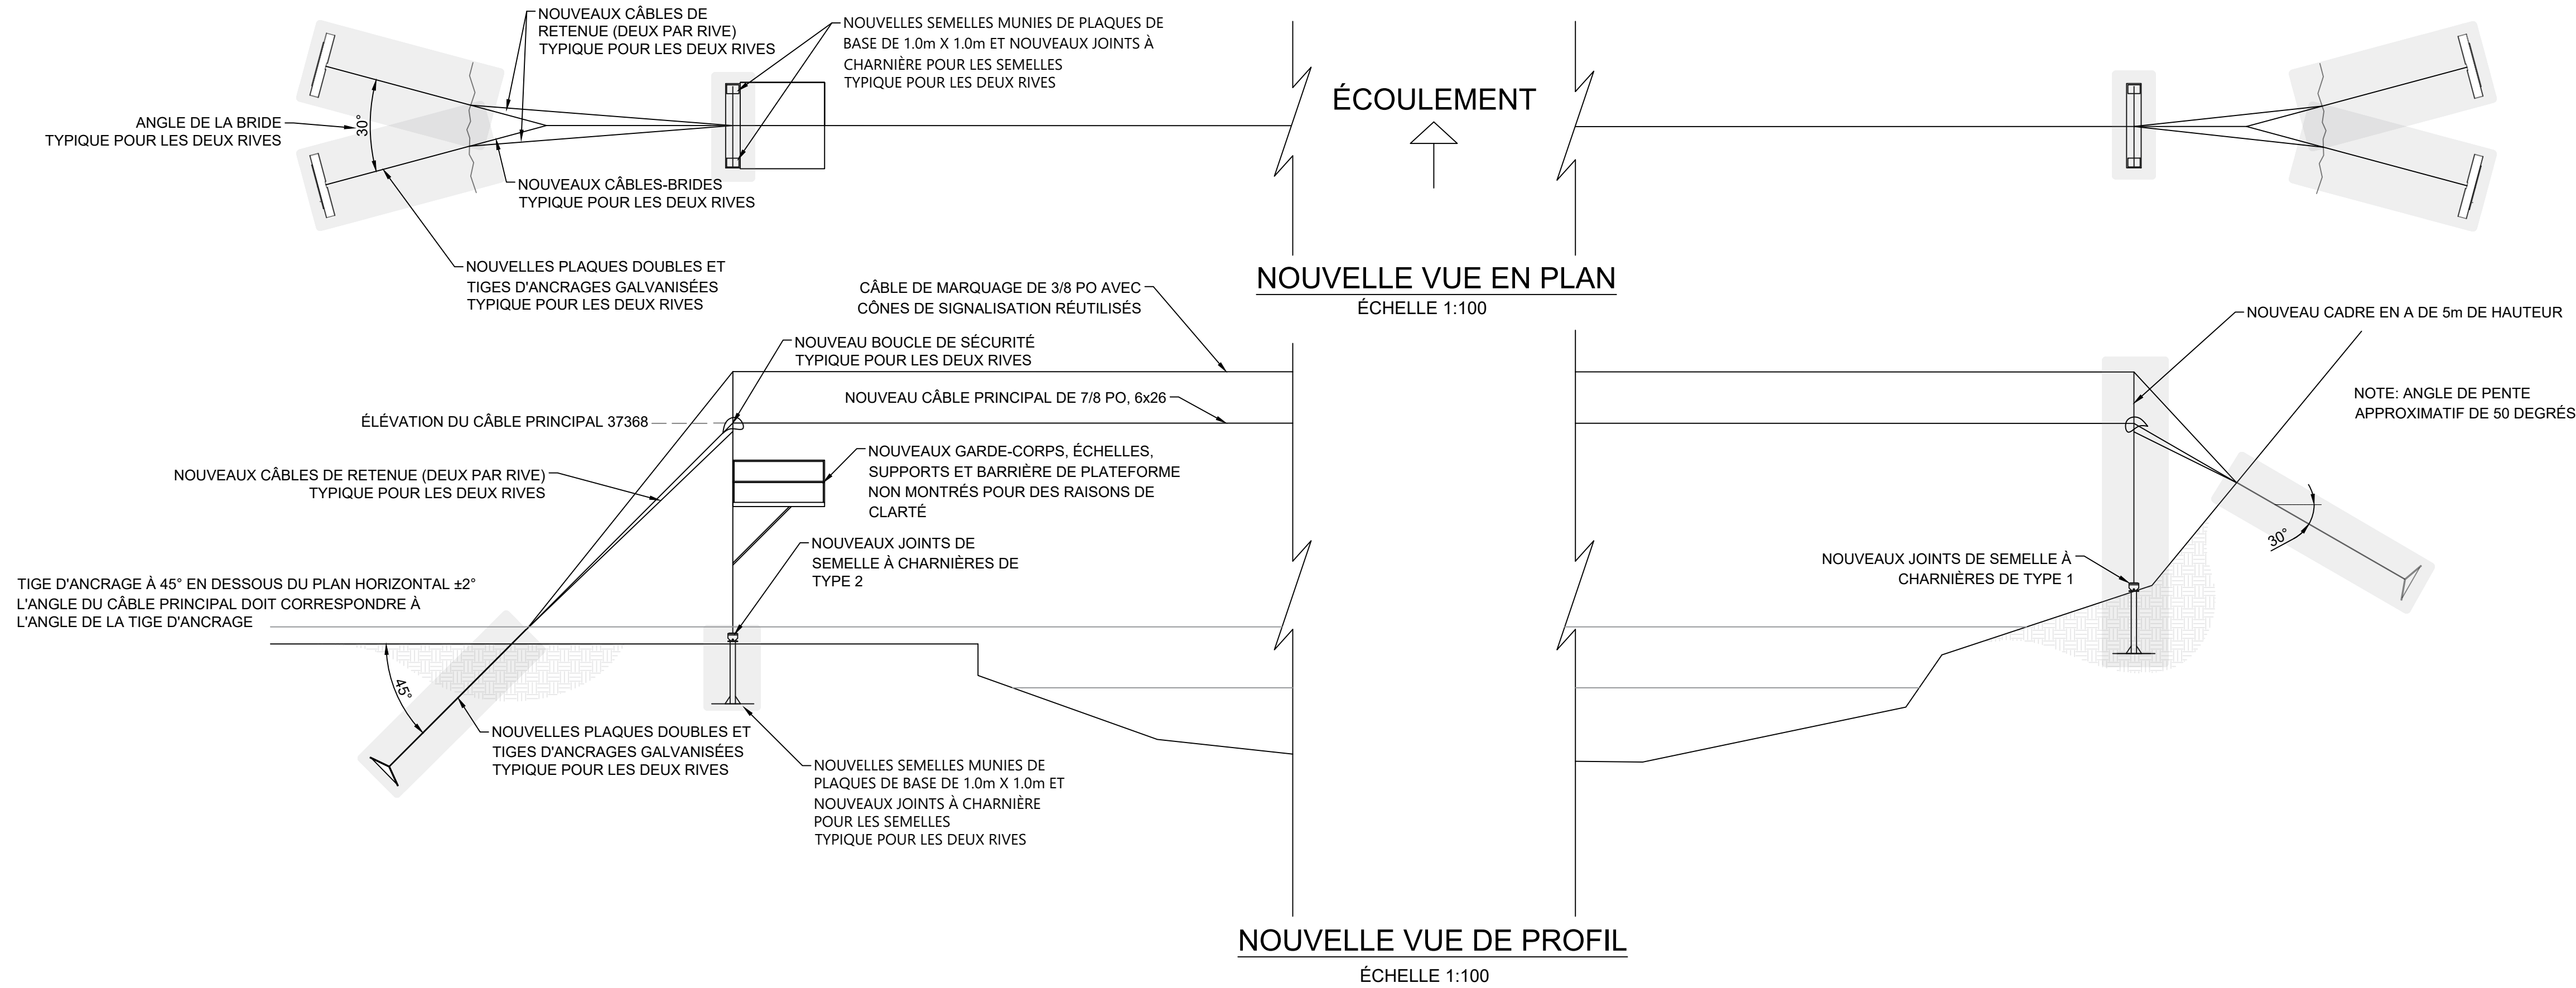 NOUVEAUX CÂBLES DE
RETENUE (DEUX PAR RIVE)
TYPIQUE POUR LES DEUX RIVES
NOUVELLES SEMELLES MUNIES DE PLAQUES DE
BASE DE 1.0m X 1.0m ET NOUVEAUX JOINTS À
CHARNIÈRE POUR LES SEMELLES
TYPIQUE POUR LES DEUX RIVES
ÉCOULEMENT
ANGLE DE LA BRIDE
TYPIQUE POUR LES DEUX RIVES
30°
NOUVEAUX CÂBLES-BRIDES
TYPIQUE POUR LES DEUX RIVES
NOUVELLES PLAQUES DOUBLES ET
TIGES D'ANCRAGES GALVANISÉES
TYPIQUE POUR LES DEUX RIVES
NOUVELLE VUE EN PLAN
ÉCHELLE 1:100
CÂBLE DE MARQUAGE DE 3/8 PO AVEC
CÔNES DE SIGNALISATION RÉUTILISÉS
NOUVEAU CADRE EN A DE 5m DE HAUTEUR
NOUVEAU BOUCLE DE SÉCURITÉ
TYPIQUE POUR LES DEUX RIVES
NOUVEAU CÂBLE PRINCIPAL DE 7/8 PO, 6x26
NOTE: ANGLE DE PENTE
APPROXIMATIF DE 50 DEGRÉS
ÉLÉVATION DU CÂBLE PRINCIPAL 37368
NOUVEAUX GARDE-CORPS, ÉCHELLES,
SUPPORTS ET BARRIÈRE DE PLATEFORME
NON MONTRÉS POUR DES RAISONS DE
CLARTÉ
NOUVEAUX CÂBLES DE RETENUE (DEUX PAR RIVE)
TYPIQUE POUR LES DEUX RIVES
NOUVEAUX JOINTS DE
SEMELLE À CHARNIÈRES DE
TYPE 2
30°
NOUVEAUX JOINTS DE SEMELLE À
CHARNIÈRES DE TYPE 1
TIGE D'ANCRAGE À 45° EN DESSOUS DU PLAN HORIZONTAL ±2°
L'ANGLE DU CÂBLE PRINCIPAL DOIT CORRESPONDRE À
L'ANGLE DE LA TIGE D'ANCRAGE
45°
NOUVELLES PLAQUES DOUBLES ET
TIGES D'ANCRAGES GALVANISÉES
TYPIQUE POUR LES DEUX RIVES
NOUVELLES SEMELLES MUNIES DE
PLAQUES DE BASE DE 1.0m X 1.0m ET
NOUVEAUX JOINTS À CHARNIÈRE
POUR LES SEMELLES
TYPIQUE POUR LES DEUX RIVES
NOUVELLE VUE DE PROFIL
ÉCHELLE 1:100